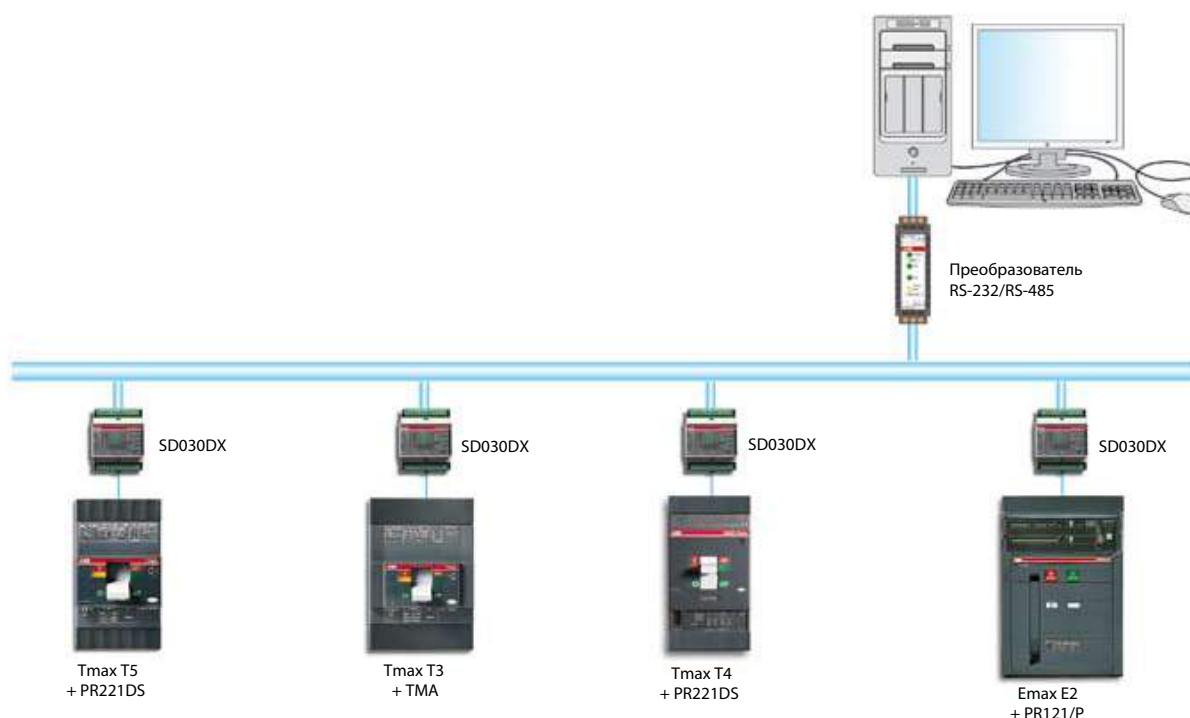 Преобразователь
RS-232/RS-485
SD030DX
SD030DX
SD030DX
SD030DX
Tmax T5
+ PR221DS
Tmax T3
+ TMA
Tmax T4
+ PR221DS
Emax E2
+ PR121/P